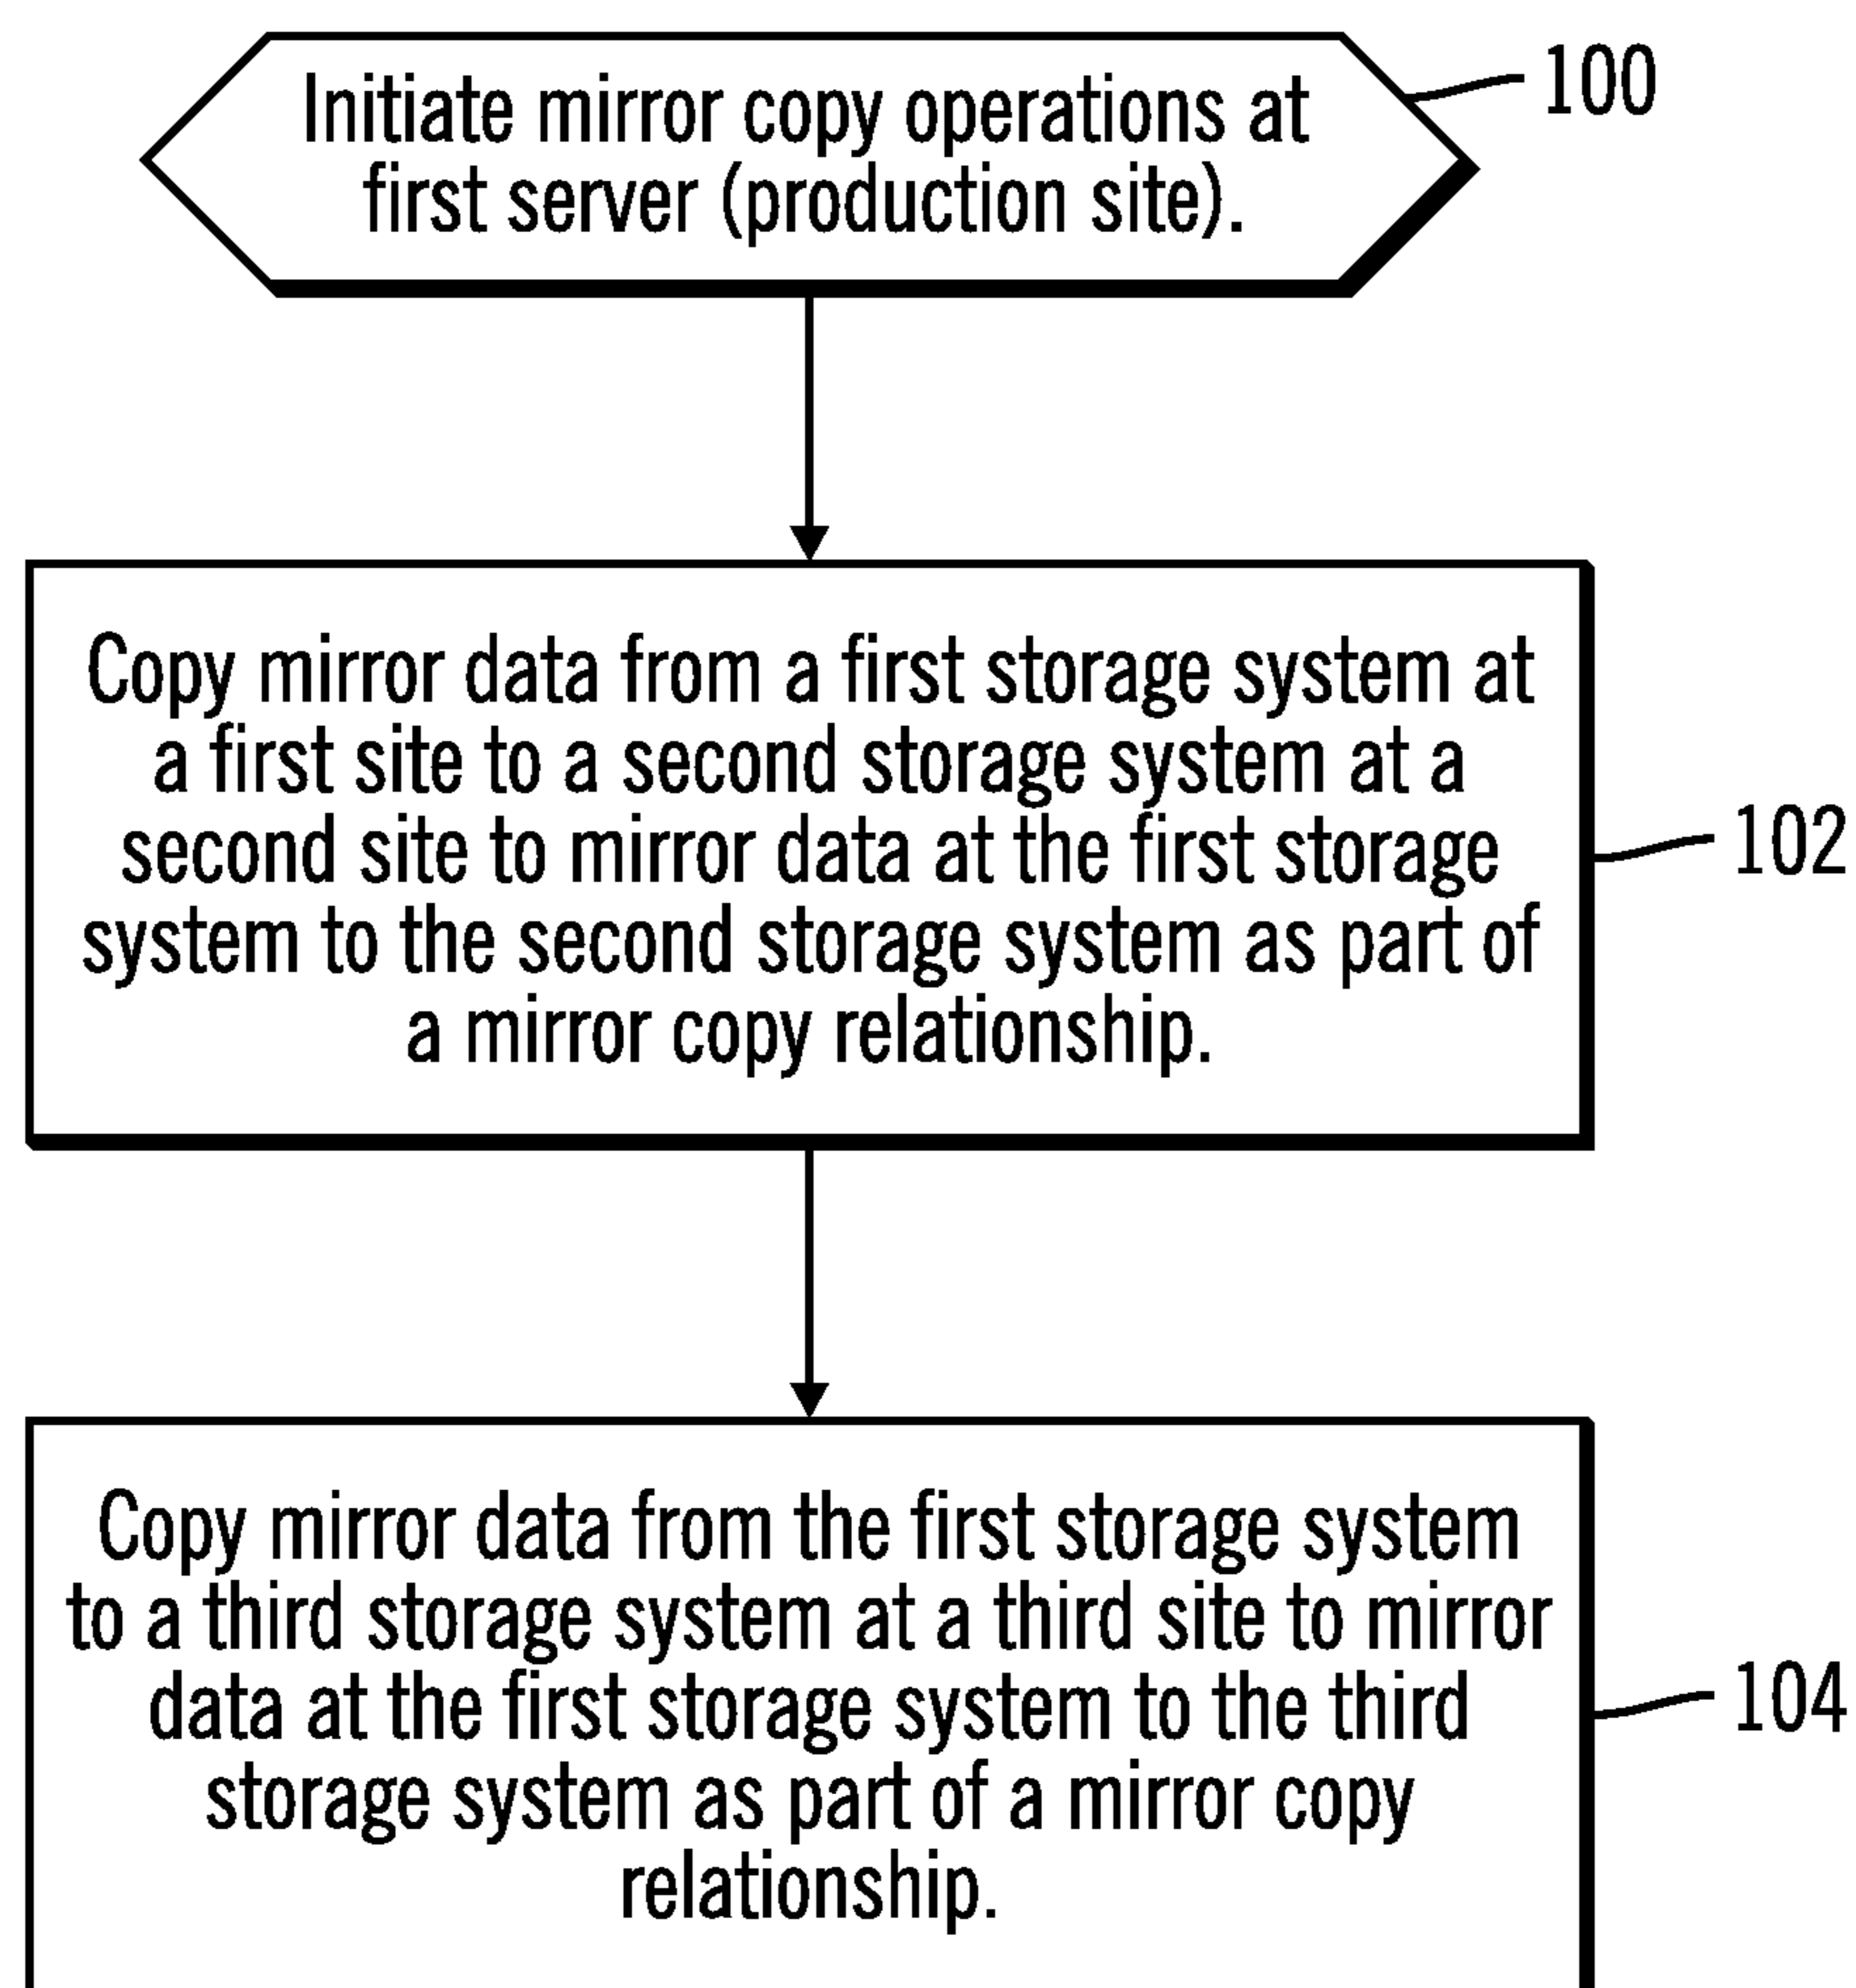 Initiate mirror copy operations at
first server (production site).
100
Copy mirror data from a first storage system at
a first site to a second storage system at a
second site to mirror data at the first storage
system to the second storage system as part of
a mirror copy relationship.
102
Copy mirror data from the first storage system
to a third storage system at a third site to mirror
data at the first storage system to the third
storage system as part of a mirror copy
relationship.
104